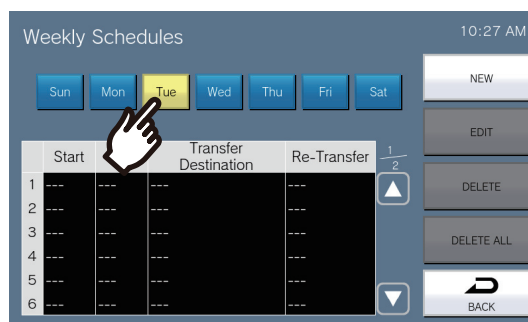 Weekly Schedules
10:27 AM
Sun Mon Tue Wed Thu Fri Sat
NEW
EDIT
DELETE
DELETE ALL
BACK
Start Transfer Destination Re-Transfer 1/2
1 --- --- --- ---
2 --- --- --- ---
3 --- --- --- ---
4 --- --- --- ---
5 --- --- --- ---
6 --- --- --- ---